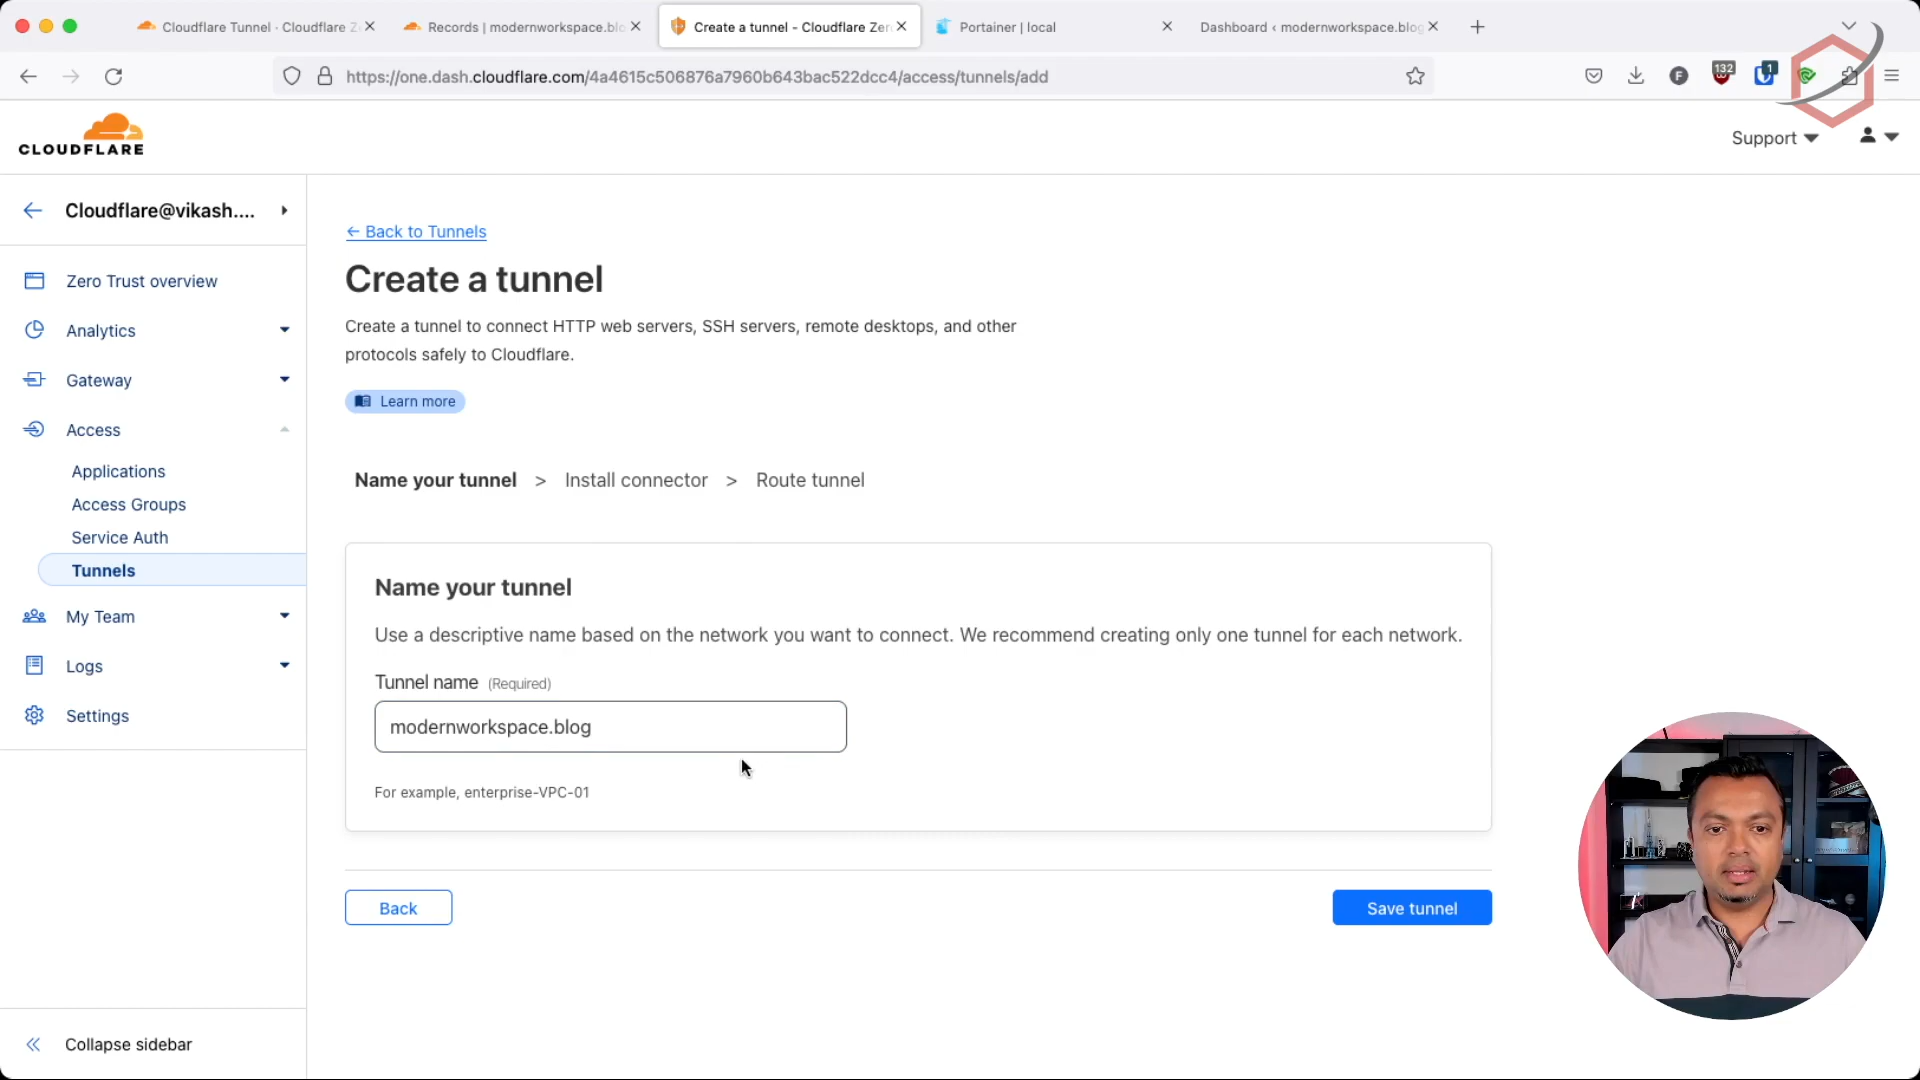 Cloudflare Tunnel · Cloudflare Z
Records | modernworkspace.blo
Create a tunnel - Cloudflare Zer
Portainer | local
Dashboard ‹ modernworkspace.blog
https://one.dash.cloudflare.com/4a4615c506876a7960b643bac522dcc4/access/tunnels/add
F
132
1
CLOUDFLARE
Support
Cloudflare@vikash....
Zero Trust overview
Analytics
Gateway
Access
Applications
Access Groups
Service Auth
Tunnels
My Team
Logs
Settings
Collapse sidebar
← Back to Tunnels
Create a tunnel
Create a tunnel to connect HTTP web servers, SSH servers, remote desktops, and other
protocols safely to Cloudflare.
Learn more
Name your tunnel > Install connector > Route tunnel
Name your tunnel
Use a descriptive name based on the network you want to connect. We recommend creating only one tunnel for each network.
Tunnel name (Required)
modernworkspace.blog
For example, enterprise-VPC-01
Back
Save tunnel